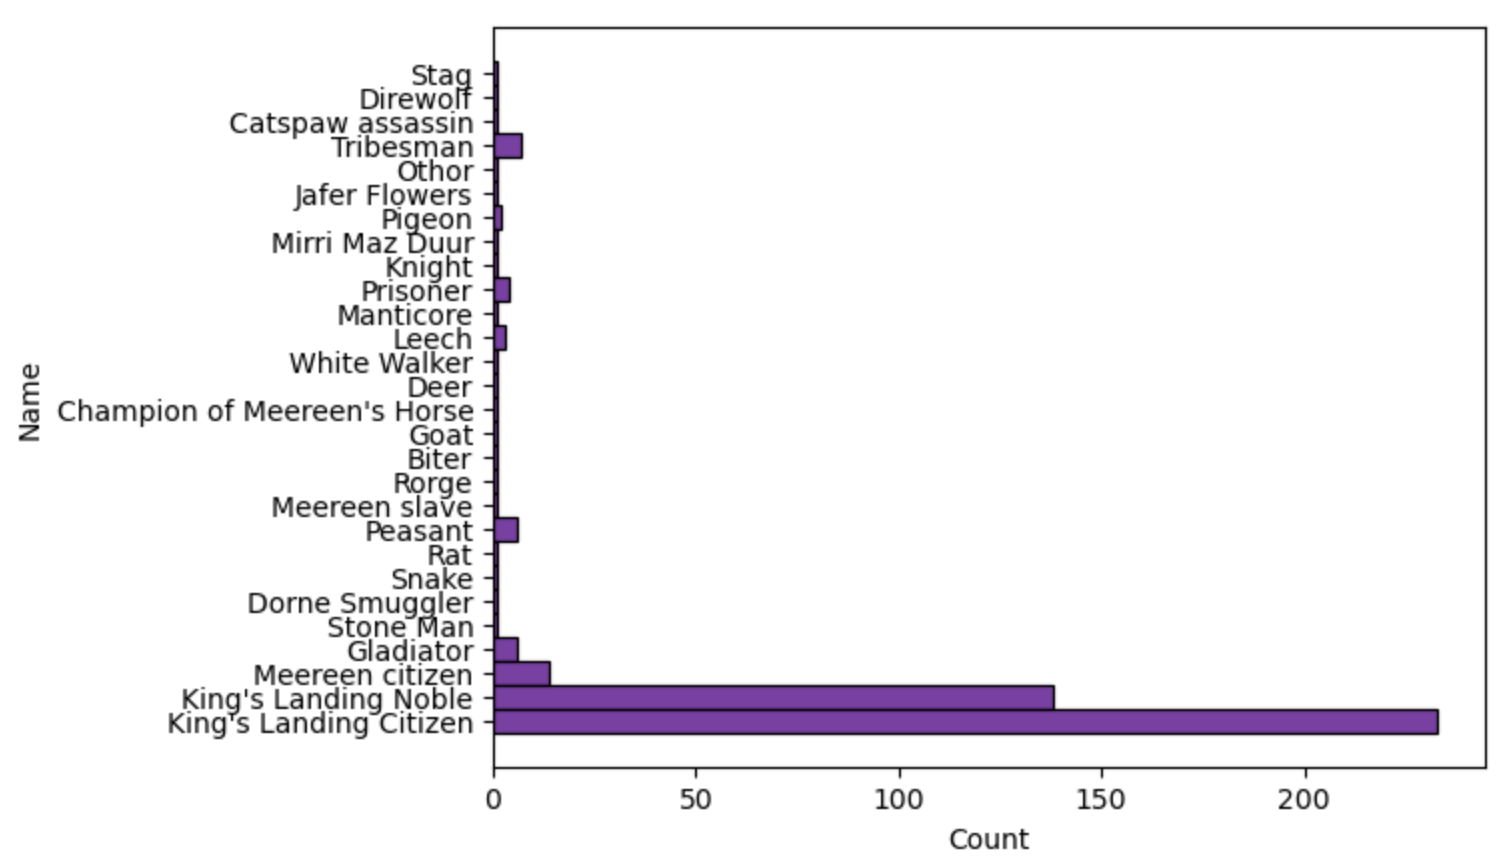 Stag
Direwolf
Catspaw assassin
Tribesman
Othor
Jafer Flowers
Pigeon
Mirri Maz Duur
Knight
Prisoner
Manticore
Leech
White Walker
Deer
Champion of Meereen's Horse
Goat
Biter
Rorge
Meereen slave
Peasant
Rat
Snake
Dorne Smuggler
Stone Man
Gladiator
Meereen citizen
King's Landing Noble
King's Landing Citizen
Name
0 50 100 150 200
Count